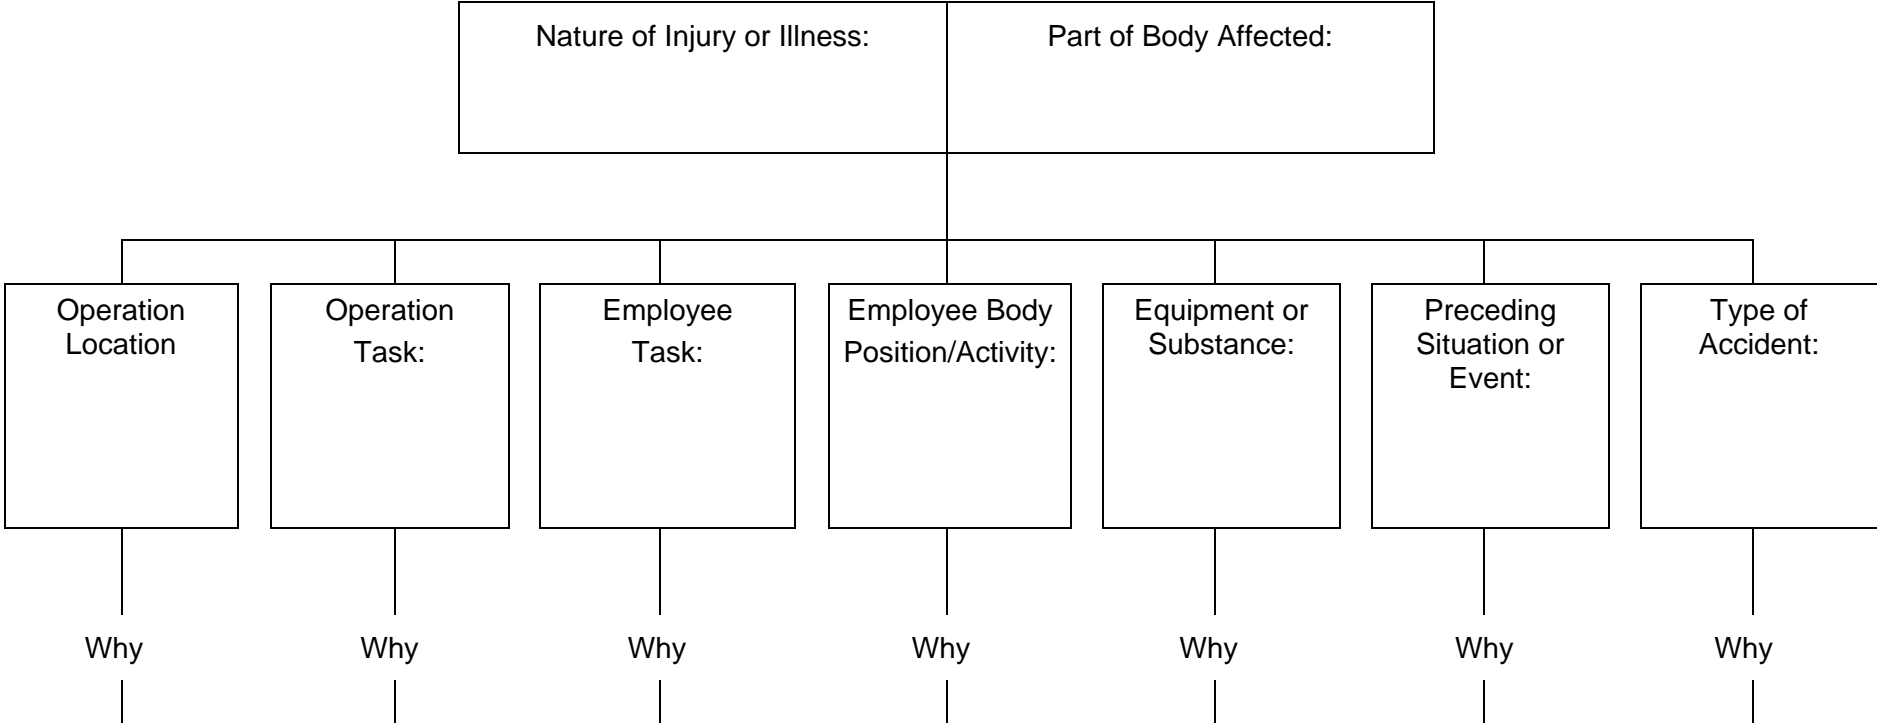 Nature of Injury or Illness:
Part of Body Affected:
Operation
Location
Operation
Task:
Employee
Task:
Employee Body
Position/Activity:
Equipment or
Substance:
Preceding
Situation or
Event:
Type of
Accident:
Why
Why
Why
Why
Why
Why
Why